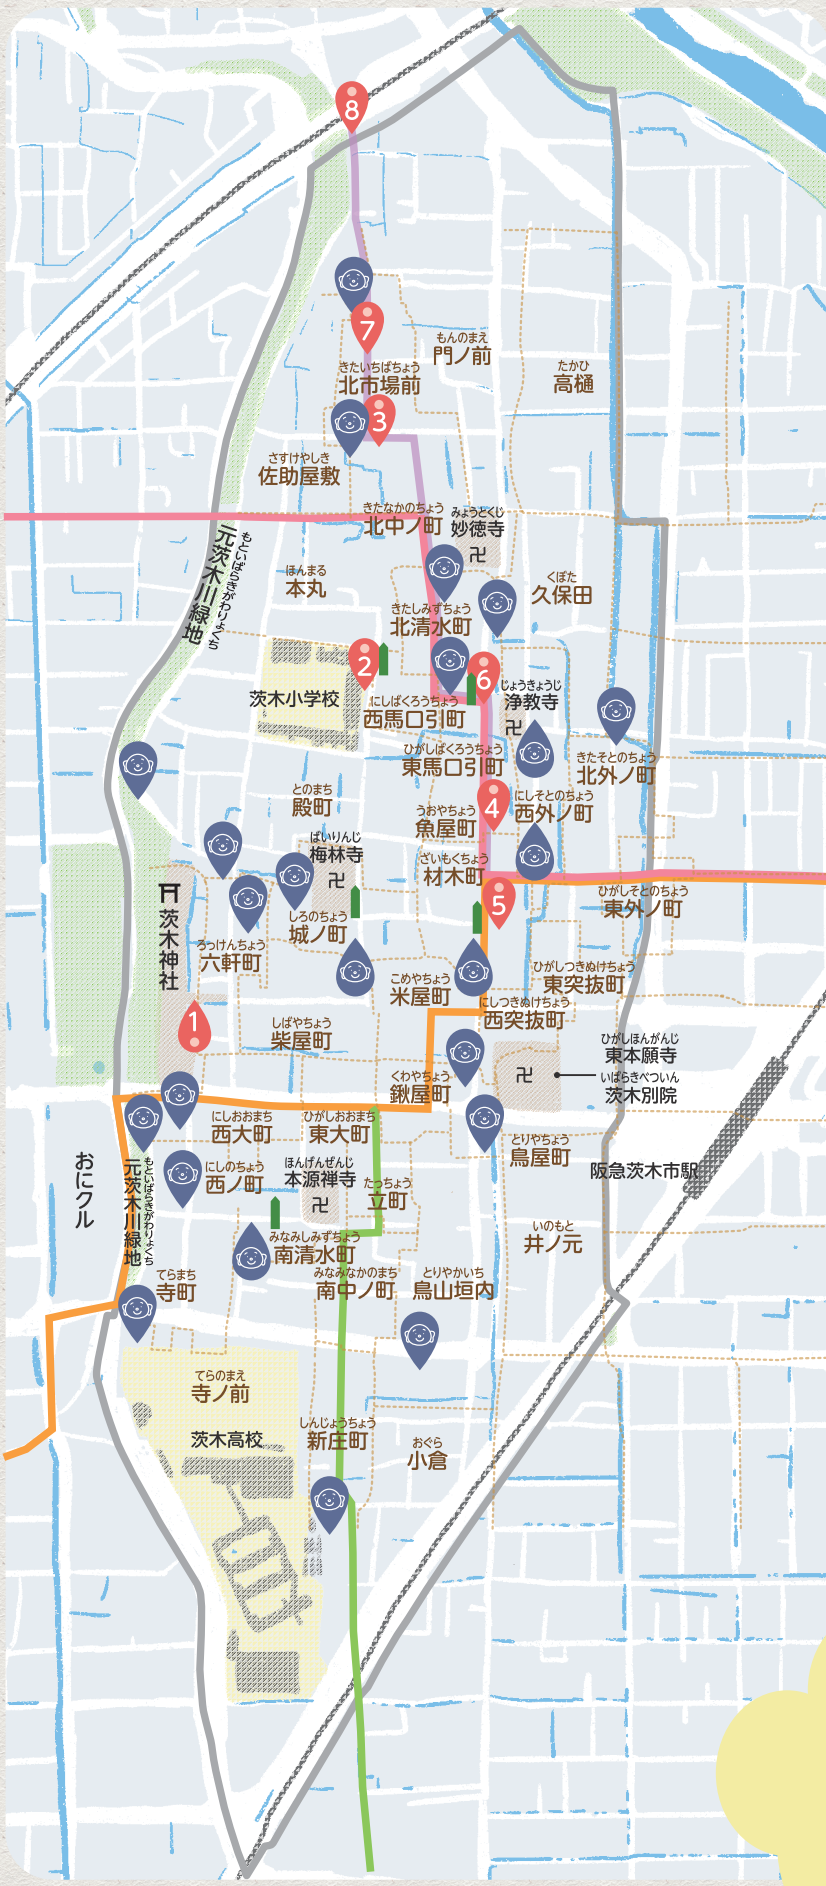 8
7
もんのまえ
門ノ前
きたいちばちょう
北市場前
たかひ
高樋
3
さすけやしき
佐助屋敷
きたなかのちょう
北中ノ町
みょうとくじ
妙徳寺
卍
もといばらきがわりょくち
元茨木川緑地
ほんまる
本丸
くぼた
久保田
きたしみずちょう
北清水町
2
6
茨木小学校
じょうきょうじ
浄教寺
卍
にしばくろうちょう
西馬口引町
ひがしばくろうちょう
東馬口引町
きたそとのちょう
北外ノ町
とのまち
殿町
4
にしそとのちょう
西外ノ町
うおやちょう
魚屋町
ばいりんじ
梅林寺
卍
ざいもくちょう
材木町
5
ひがしそとのちょう
東外ノ町
茨木神社
しろのちょう
城ノ町
ろっけんちょう
六軒町
こめやちょう
米屋町
ひがしつきぬけちょう
東突抜町
にしつきぬけちょう
西突抜町
1
しばやちょう
柴屋町
ひがしほんがんじ
東本願寺
いばらきべついん
茨木別院
卍
くわやちょう
鍬屋町
にしおおまち
西大町
ひがしおおまち
東大町
とりやちょう
鳥屋町
おにクル
もといばらきがわりょくち
元茨木川緑地
にしのちょう
西ノ町
ほんげんぜんじ
本源禅寺
卍
たっちょう
立町
阪急茨木市駅
みなみしみずちょう
南清水町
いのもと
井ノ元
てらまち
寺町
みなみなかのまち
南中ノ町
とりやかいち
鳥山垣内
てらのまえ
寺ノ前
茨木高校
しんじょうちょう
新庄町
おぐら
小倉